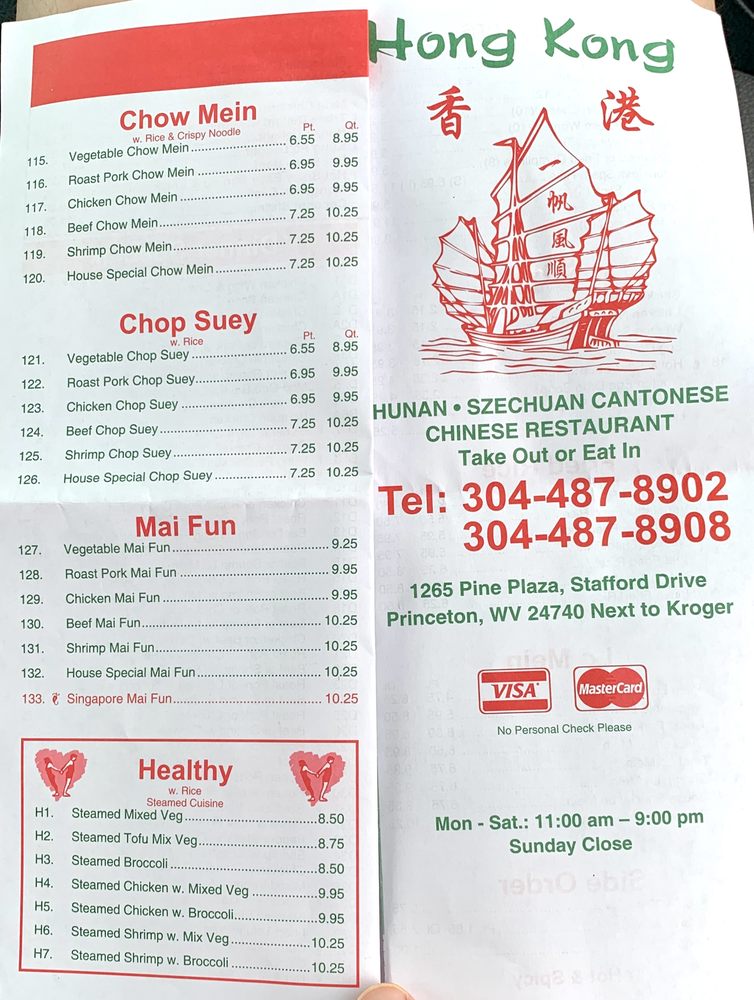 Chow Mein
w. Rice & Crispy Noodle
Pt. Qt.
115. Vegetable Chow Mein 6.55 8.95
116. Roast Pork Chow Mein 6.95 9.95
117. Chicken Chow Mein 6.95 9.95
118. Beef Chow Mein 7.25 10.25
119. Shrimp Chow Mein 7.25 10.25
120. House Special Chow Mein 7.25 10.25
Chop Suey
w. Rice
Pt. Qt.
121. Vegetable Chop Suey 6.55 8.95
122. Roast Pork Chop Suey 6.95 9.95
123. Chicken Chop Suey 6.95 9.95
124. Beef Chop Suey 7.25 10.25
125. Shrimp Chop Suey 7.25 10.25
126. House Special Chop Suey 7.25 10.25
Mai Fun
127. Vegetable Mai Fun 9.25
128. Roast Pork Mai Fun 9.95
129. Chicken Mai Fun 9.95
130. Beef Mai Fun 10.25
131. Shrimp Mai Fun 10.25
132. House Special Mai Fun 10.25
133. Singapore Mai Fun 10.25
Healthy
w. Rice
Steamed Cuisine
H1. Steamed Mixed Veg 8.50
H2. Steamed Tofu Mix Veg 8.75
H3. Steamed Broccoli 8.50
H4. Steamed Chicken w. Mixed Veg 9.95
H5. Steamed Chicken w. Broccoli 9.95
H6. Steamed Shrimp w. Mix Veg 10.25
H7. Steamed Shrimp w. Broccoli 10.25
Hong Kong
香 港
一
帆
風
順
HUNAN • SZECHUAN CANTONESE
CHINESE RESTAURANT
Take Out or Eat In
Tel: 304-487-8902
304-487-8908
1265 Pine Plaza, Stafford Drive
Princeton, WV 24740 Next to Kroger
VISA MasterCard
No Personal Check Please
Mon - Sat.: 11:00 am – 9:00 pm
Sunday Close